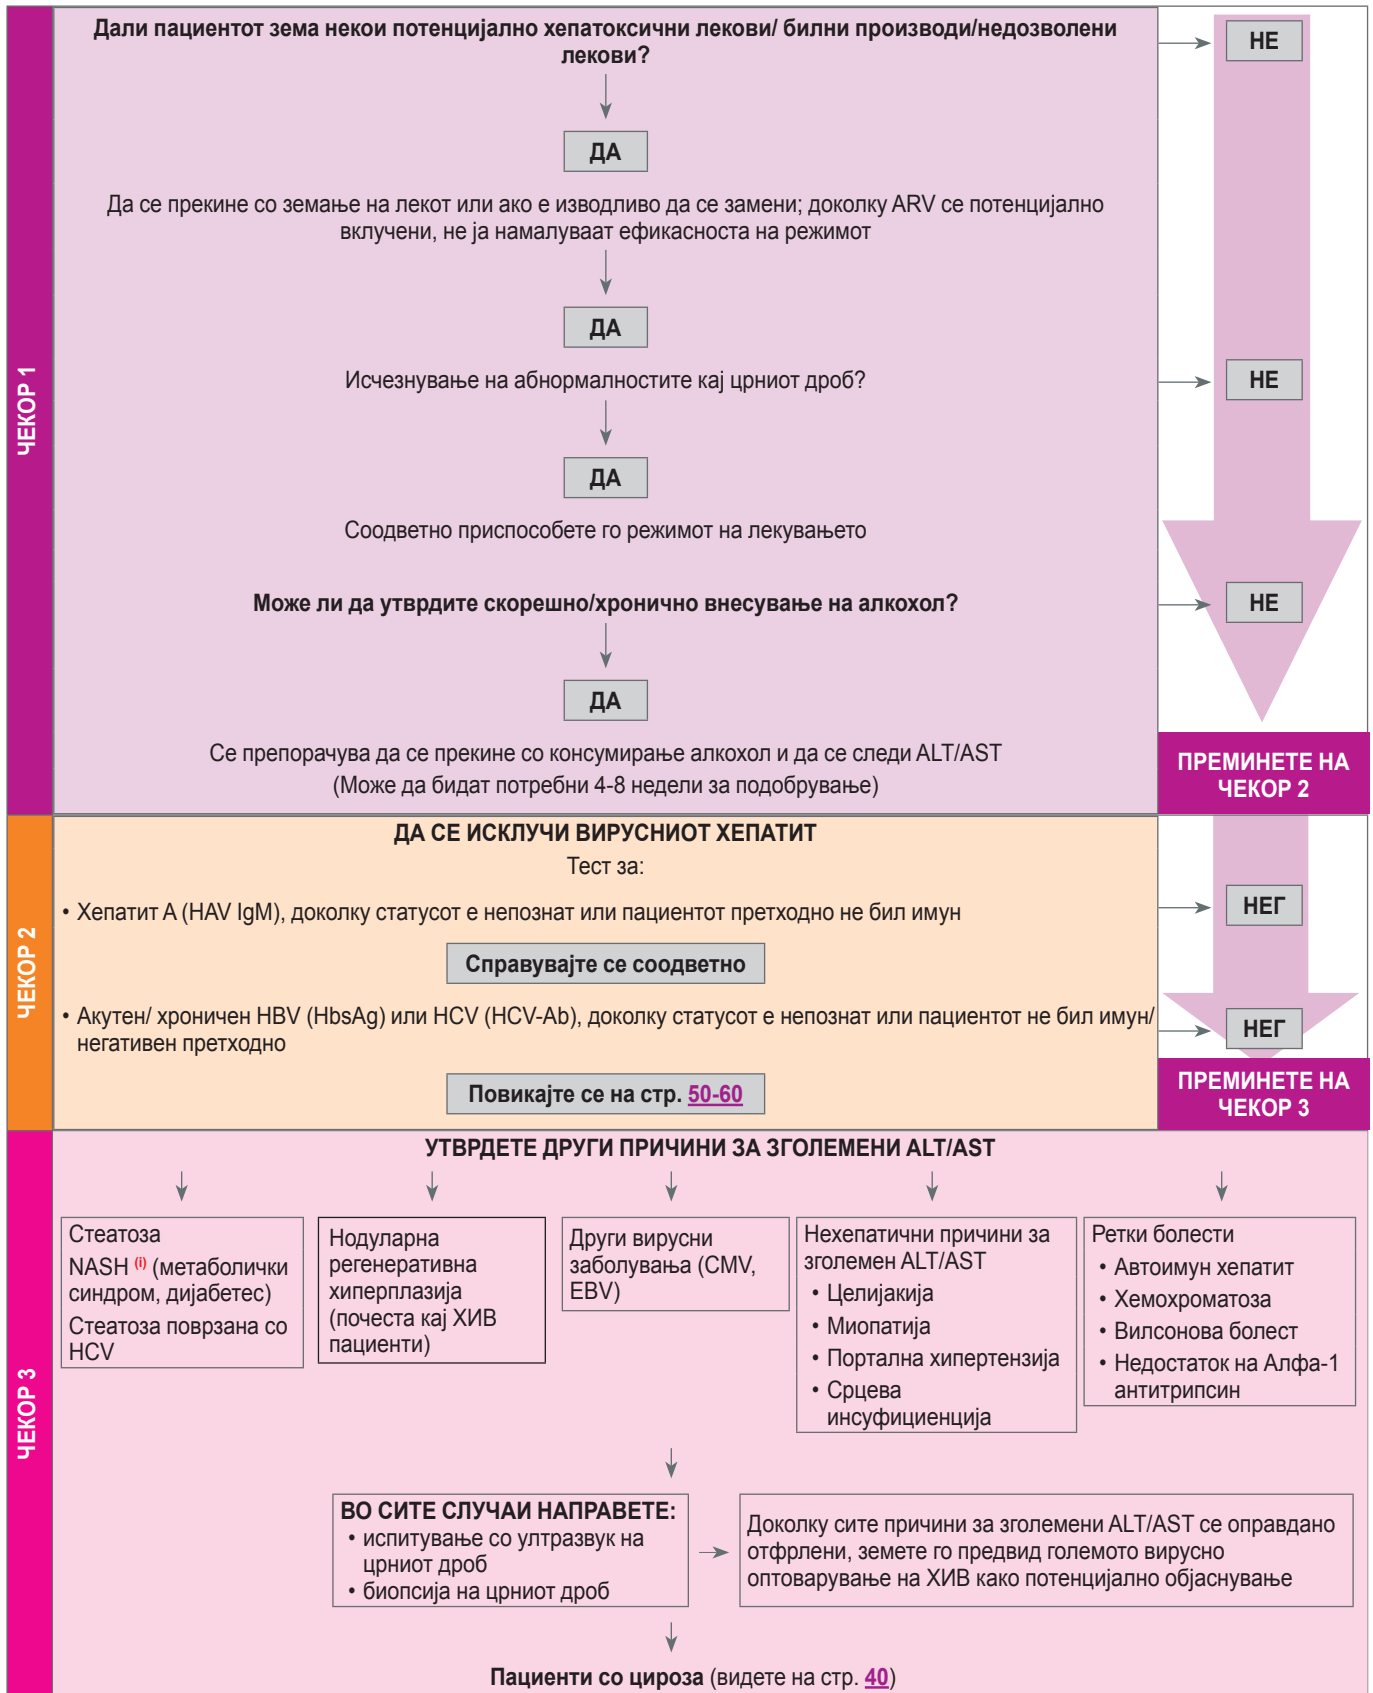 ЧЕКОР 1
Дали пациентот зема некои потенцијално хепатоксични лекови/ билни производи/недозволени
лекови?
НЕ
ДА
Да се прекине со земање на лекот или ако е изводливо да се замени; доколку ARV се потенцијално
вклучени, не ја намалуваат ефикасноста на режимот
ДА
Исчезнување на абнормалностите кај црниот дроб?
НЕ
ДА
Соодветно приспособете го режимот на лекувањето
Може ли да утврдите скорешно/хронично внесување на алкохол?
НЕ
ДА
Се препорачува да се прекине со консумирање алкохол и да се следи ALT/AST
(Може да бидат потребни 4-8 недели за подобрување)
ПРЕМИНЕТЕ НА
ЧЕКОР 2
ЧЕКОР 2
ДА СЕ ИСКЛУЧИ ВИРУСНИОТ ХЕПАТИТ
Тест за:
• Хепатит А (HAV IgM), доколку статусот е непознат или пациентот претходно не бил имун
НЕГ
Справувајте се соодветно
• Акутен/ хроничен HBV (HbsAg) или HCV (HCV-Ab), доколку статусот е непознат или пациентот не бил имун/
негативен претходно
НЕГ
Повикајте се на стр. 50-60
ПРЕМИНЕТЕ НА
ЧЕКОР 3
ЧЕКОР 3
УТВРДЕТЕ ДРУГИ ПРИЧИНИ ЗА ЗГОЛЕМЕНИ ALT/AST
Стеатоза
NASH (i) (метаболички
синдром, дијабетес)
Стеатоза поврзана со
HCV
Нодуларна
регенеративна
хиперплазија
(почеста кај ХИВ
пациенти)
Други вирусни
заболувања (CMV,
EBV)
Нехепатични причини за
зголемен ALT/AST
• Целијакија
• Миопатија
• Портална хипертензија
• Срцева
инсуфициенција
Ретки болести
• Автоимун хепатит
• Хемохроматоза
• Вилсонова болест
• Недостаток на Алфа-1
антитрипсин
ВО СИТЕ СЛУЧАИ НАПРАВЕТЕ:
• испитување со ултразвук на
црниот дроб
• биопсија на црниот дроб
Доколку сите причини за зголемени ALT/AST се оправдано
отфрлени, земете го предвид големото вирусно
оптоварување на ХИВ како потенцијално објаснување
Пациенти со цироза (видете на стр. 40)